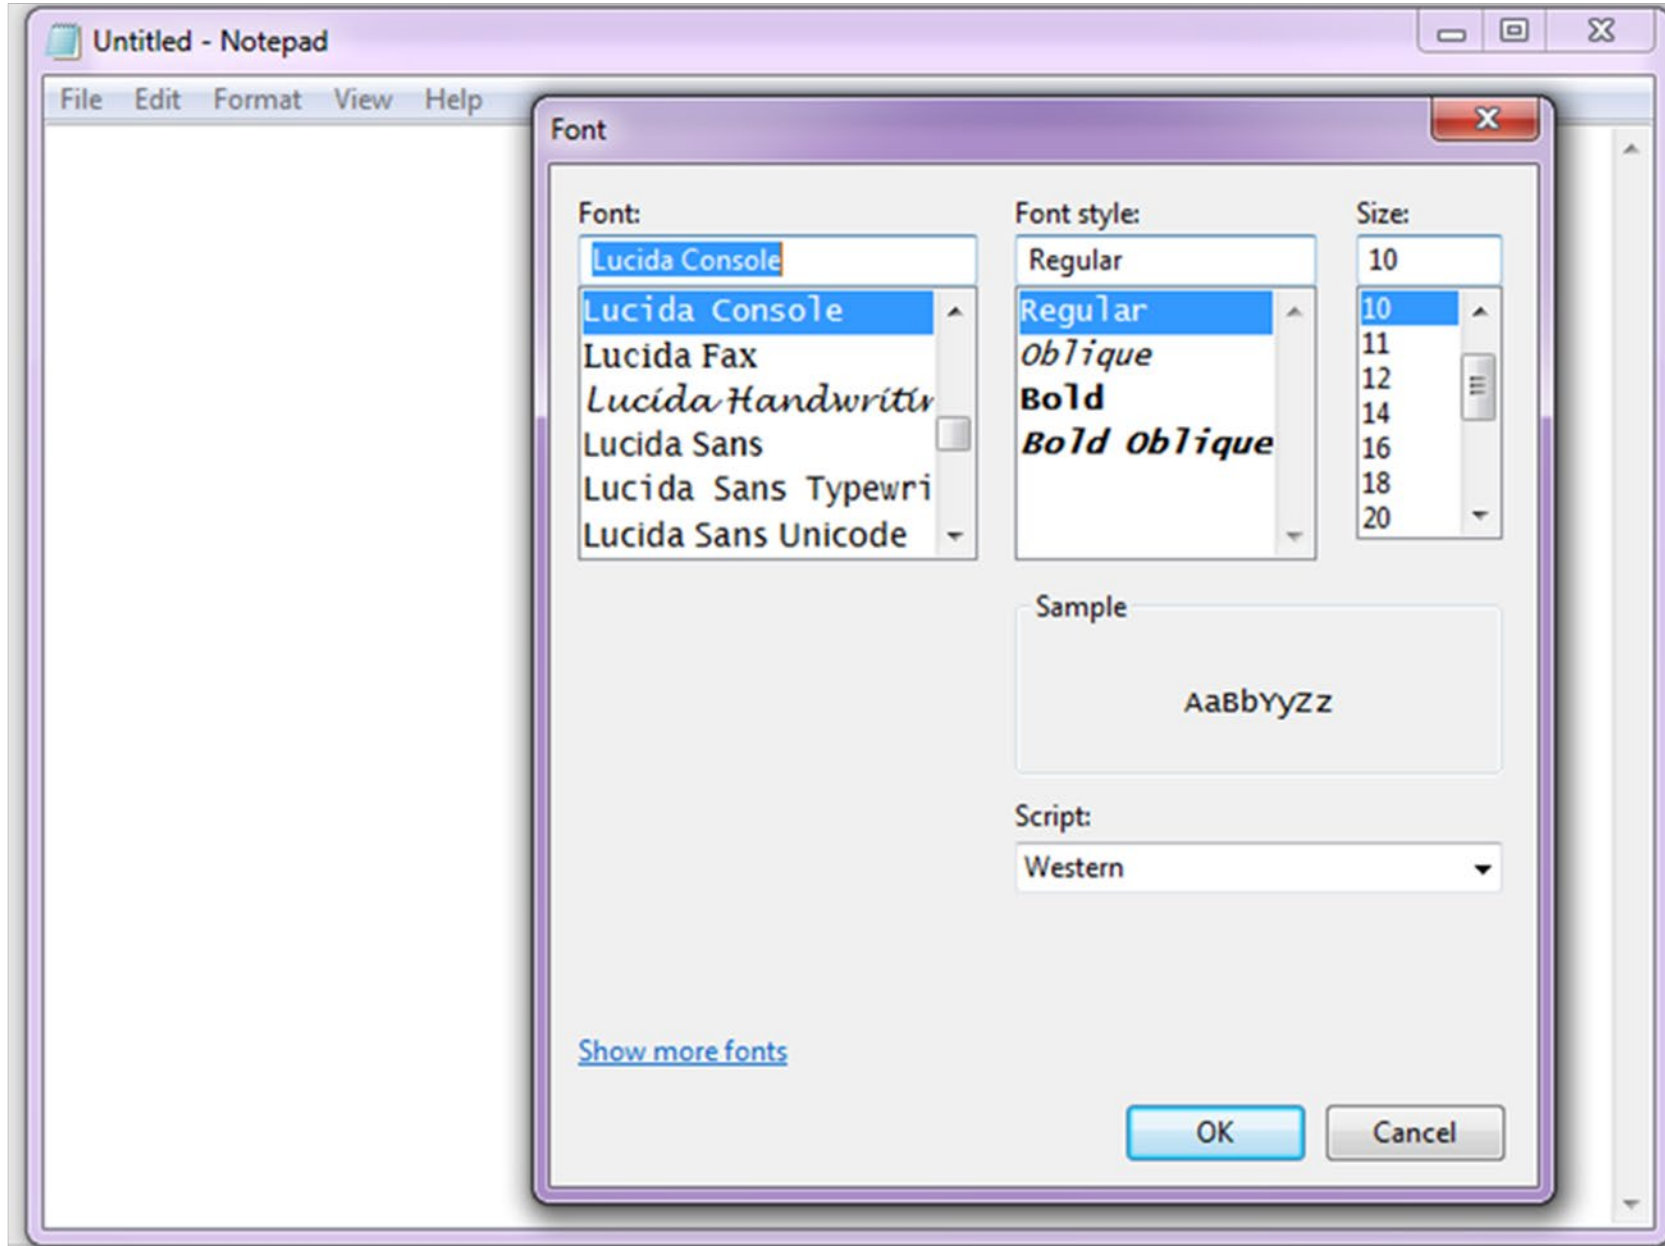 Untitled - Notepad
File Edit Format View Help
Font
Font:
Lucida Console
Lucida Console
Lucida Fax
Lucida Handwritin
Lucida Sans
Lucida Sans Typewri
Lucida Sans Unicode
Font style:
Regular
Regular
Oblique
Bold
Bold Oblique
Size:
10
10
11
12
14
16
18
20
Sample
AaBbYyZz
Script:
Western
Show more fonts
OK Cancel